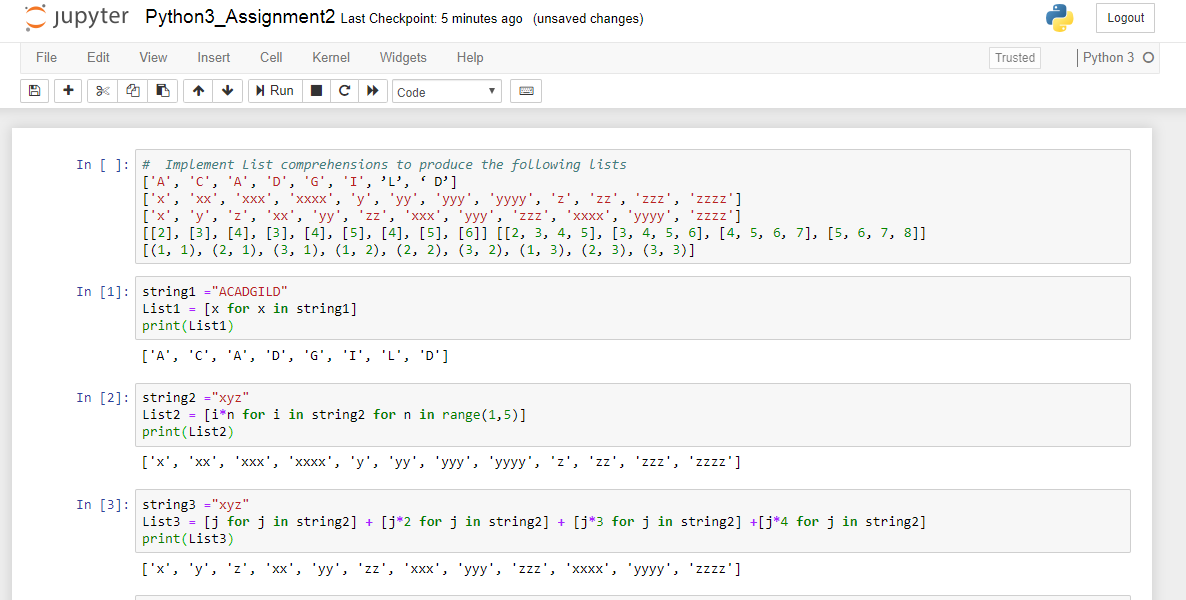 jupyter Python3_Assignment2 Last Checkpoint: 5 minutes ago (unsaved changes) Logout
File Edit View Insert Cell Kernel Widgets Help Trusted Python 3
Run Code
In [ ]: # Implement List comprehensions to produce the following lists
['A', 'C', 'A', 'D', 'G', 'I', ’L’, ‘ D’]
['x', 'xx', 'xxx', 'xxxx', 'y', 'yy', 'yyy', 'yyyy', 'z', 'zz', 'zzz', 'zzzz']
['x', 'y', 'z', 'xx', 'yy', 'zz', 'xxx', 'yyy', 'zzz', 'xxxx', 'yyyy', 'zzzz']
[[2], [3], [4], [3], [4], [5], [4], [5], [6]] [[2, 3, 4, 5], [3, 4, 5, 6], [4, 5, 6, 7], [5, 6, 7, 8]]
[(1, 1), (2, 1), (3, 1), (1, 2), (2, 2), (3, 2), (1, 3), (2, 3), (3, 3)]
In [1]: string1 ="ACADGILD"
List1 = [x for x in string1]
print(List1)
['A', 'C', 'A', 'D', 'G', 'I', 'L', 'D']
In [2]: string2 ="xyz"
List2 = [i*n for i in string2 for n in range(1,5)]
print(List2)
['x', 'xx', 'xxx', 'xxxx', 'y', 'yy', 'yyy', 'yyyy', 'z', 'zz', 'zzz', 'zzzz']
In [3]: string3 ="xyz"
List3 = [j for j in string2] + [j*2 for j in string2] + [j*3 for j in string2] +[j*4 for j in string2]
print(List3)
['x', 'y', 'z', 'xx', 'yy', 'zz', 'xxx', 'yyy', 'zzz', 'xxxx', 'yyyy', 'zzzz']